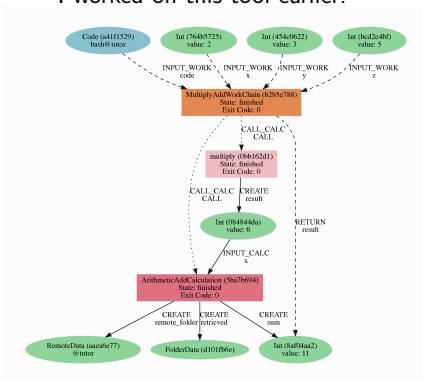 I worked on this tool earlier!
Code (a41f1529)
bash@tutor
Int (764b5725)
value: 2
Int (454c0622)
value: 3
Int (bcd2e4bf)
value: 5
INPUT_WORK
code
INPUT_WORK
x
INPUT_WORK
y
INPUT_WORK
z
MultiplyAddWorkChain (b2b5e788)
State: finished
Exit Code: 0
CALL_CALC
CALL
multiply (0bb162d1)
State: finished
Exit Code: 0
CALL_CALC
CALL
CREATE
result
RETURN
result
Int (084844da)
value: 6
INPUT_CALC
x
ArithmeticAddCalculation (5ba7b694)
State: finished
Exit Code: 0
CREATE
remote_folder
CREATE
retrieved
CREATE
sum
RemoteData (aaea6e77)
@tutor
FolderData (d101fb6e)
Int (8af04aa2)
value: 11